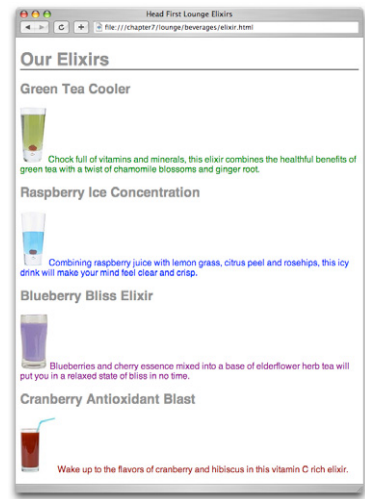 Head First Lounge Elixirs
file:///chapter7/lounge/beverages/elixir.html
Our Elixirs
Green Tea Cooler
Chock full of vitamins and minerals, this elixir combines the healthful benefits of
green tea with a twist of chamomile blossoms and ginger root.
Raspberry Ice Concentration
Combining raspberry juice with lemon grass, citrus peel and rosehips, this icy
drink will make your mind feel clear and crisp.
Blueberry Bliss Elixir
Blueberries and cherry essence mixed into a base of elderflower herb tea will
put you in a relaxed state of bliss in no time.
Cranberry Antioxidant Blast
Wake up to the flavors of cranberry and hibiscus in this vitamin C rich elixir.